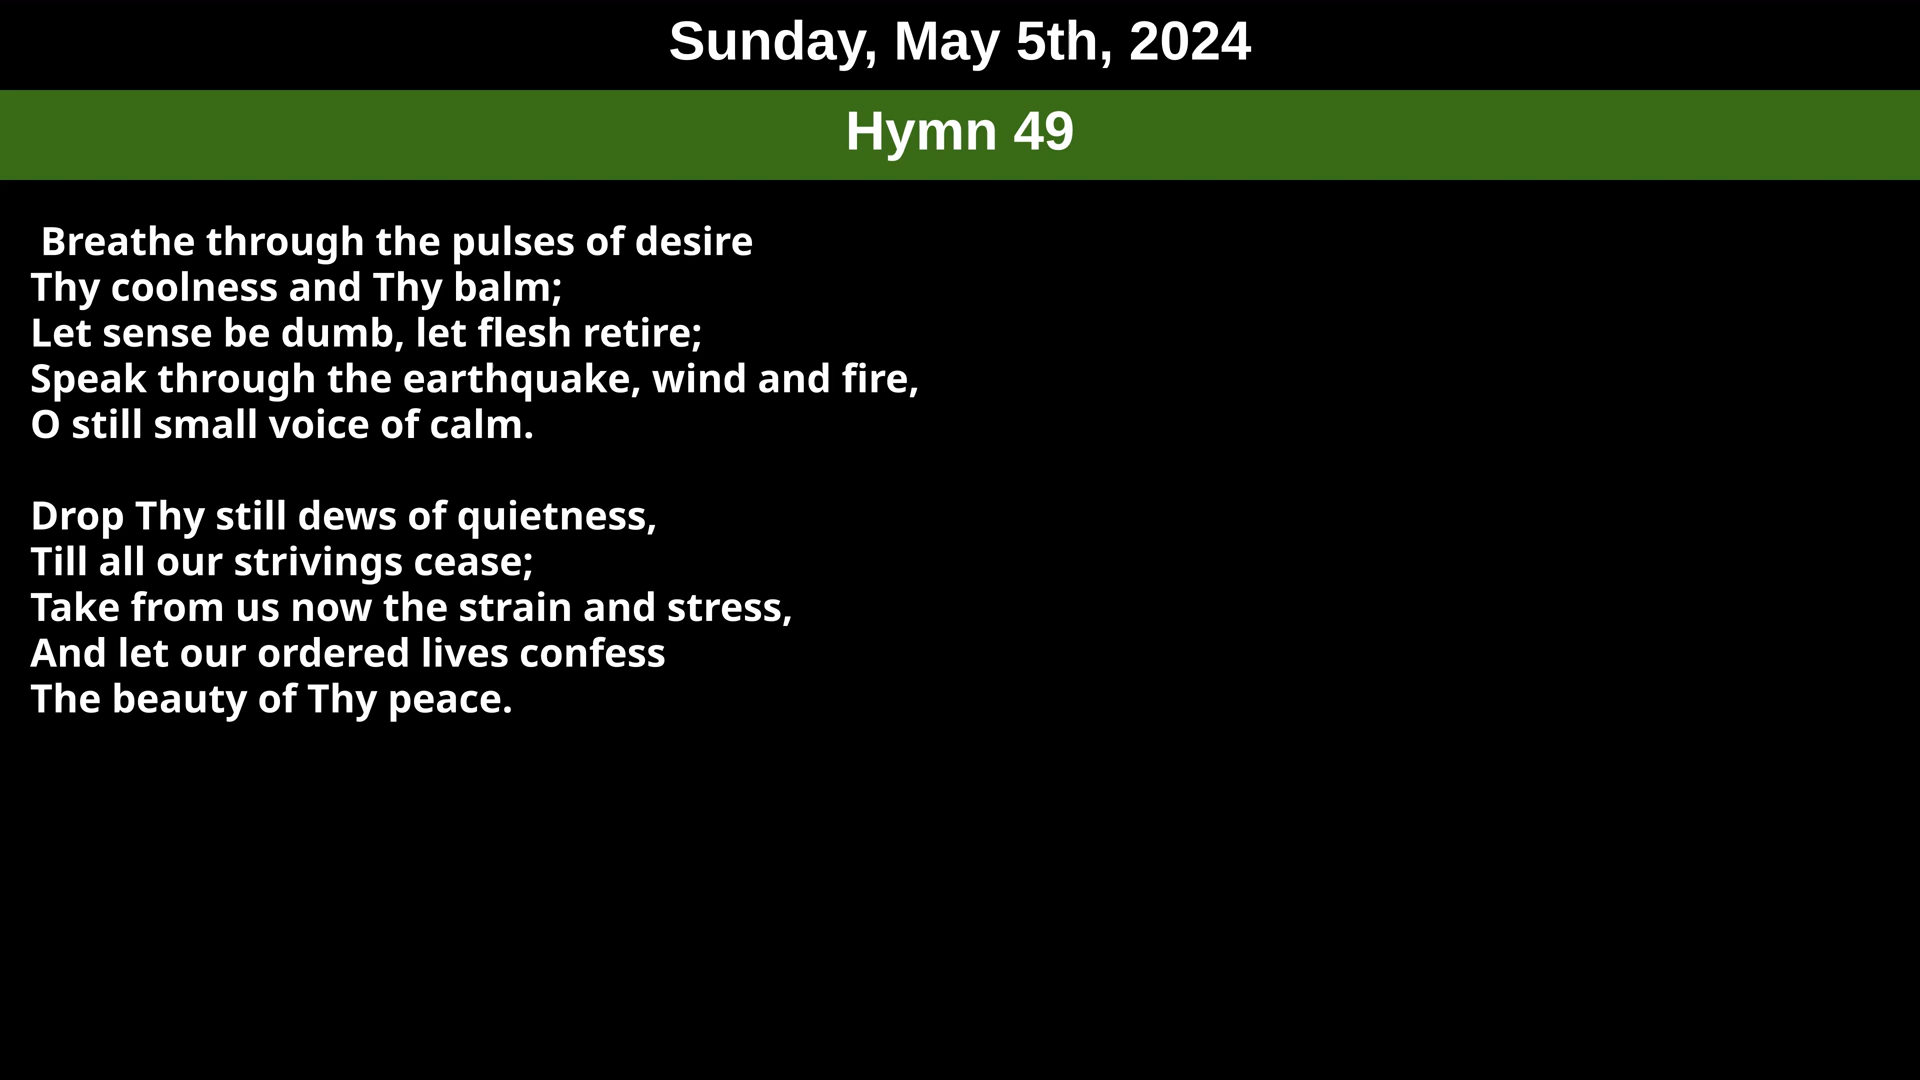 Sunday, May 5th, 2024
Hymn 49
Breathe through the pulses of desire
Thy coolness and Thy balm;
Let sense be dumb, let flesh retire;
Speak through the earthquake, wind and fire,
O still small voice of calm.
Drop Thy still dews of quietness,
Till all our strivings cease;
Take from us now the strain and stress,
And let our ordered lives confess
The beauty of Thy peace.